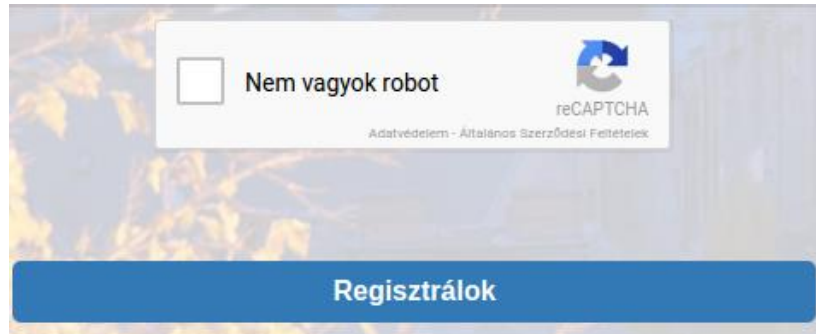 Nem vagyok robot
reCAPTCHA
Adatvédelem - Általános Szerződési Feltételek
Regisztrálok